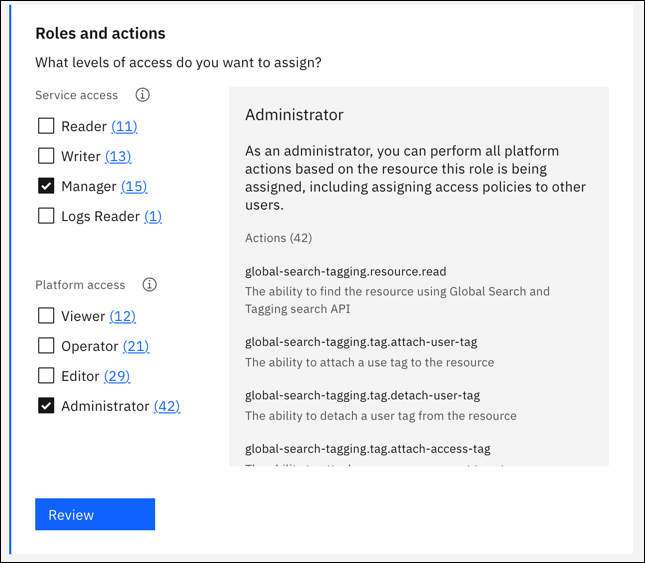 Roles and actions
What levels of access do you want to assign?
Service access
Reader (11)
Writer (13)
Manager (15)
Logs Reader (1)
Platform access
Viewer (12)
Operator (21)
Editor (29)
Administrator (42)
Administrator
As an administrator, you can perform all platform
actions based on the resource this role is being
assigned, including assigning access policies to other
users.
Actions (42)
global-search-tagging.resource.read
The ability to find the resource using Global Search and
Tagging search API
global-search-tagging.tag.attach-user-tag
The ability to attach a use tag to the resource
global-search-tagging.tag.detach-user-tag
The ability to detach a user tag from the resource
global-search-tagging.tag.attach-access-tag
Review